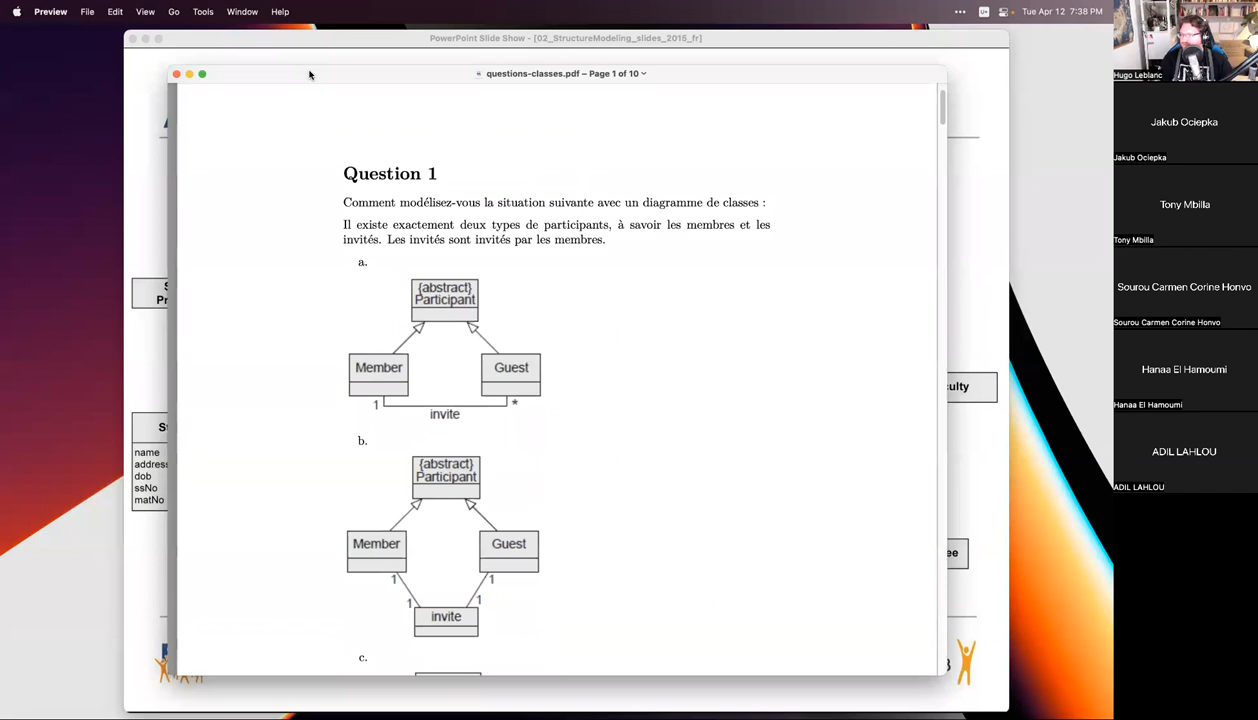 Preview File Edit View Go Tools Window Help
Tue Apr 12 7:38 PM
PowerPoint Slide Show - [02_StructureModeling_slides_2015_fr]
questions-classes.pdf – Page 1 of 10
Question 1
Comment modélisez-vous la situation suivante avec un diagramme de classes :
Il existe exactement deux types de participants, à savoir les membres et les
invités. Les invités sont invités par les membres.
a.
{abstract}
Participant
Member
Guest
1
*
invite
b.
{abstract}
Participant
Member
Guest
1
1
1
1
invite
c.
name
address
dob
ssNo
matNo
Hugo Leblanc
Jakub Ociepka
Jakub Ociepka
Tony Mbilla
Tony Mbilla
Sourou Carmen Corine Honvo
Sourou Carmen Corine Honvo
Hanaa El Hamoumi
Hanaa El Hamoumi
ADIL LAHLOU
ADIL LAHLOU